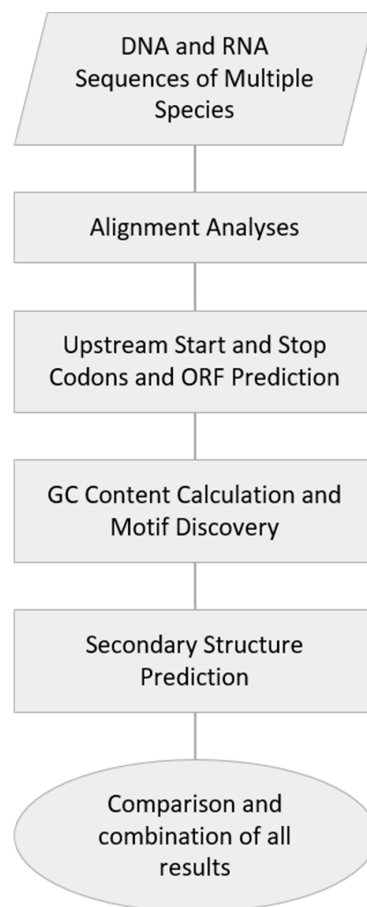 DNA and RNA
Sequences of Multiple
Species
Alignment Analyses
Upstream Start and Stop
Codons and ORF Prediction
GC Content Calculation and
Motif Discovery
Secondary Structure
Prediction
Comparison and
combination of all
results